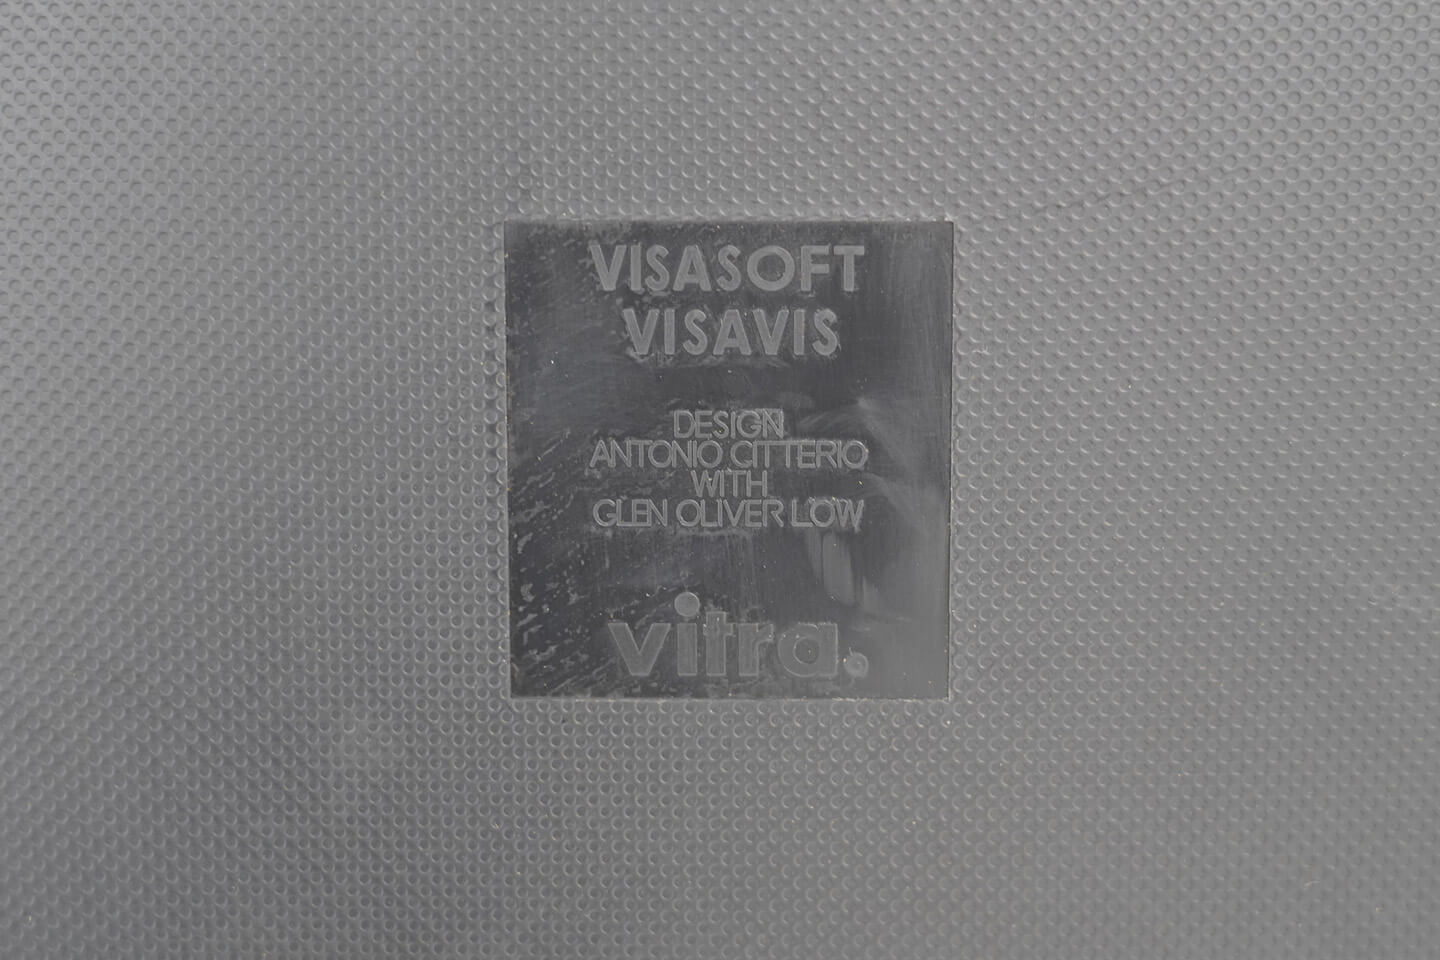 VISASOFT
VISAVIS
DESIGN
ANTONIO CITTERIO
WITH
GLEN OLIVER LOW
vitra.